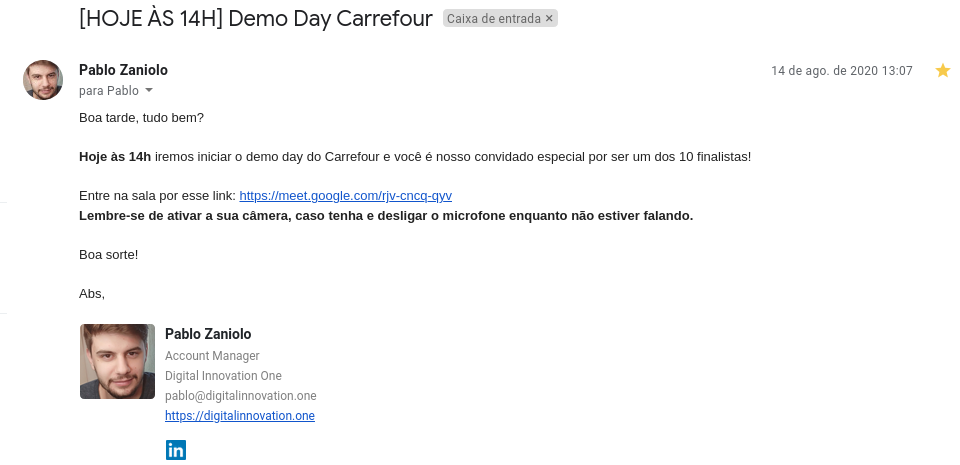 [HOJE ÀS 14H] Demo Day Carrefour Caixa de entrada ×
Pablo Zaniolo 14 de ago. de 2020 13:07
para Pablo
Boa tarde, tudo bem?
Hoje às 14h iremos iniciar o demo day do Carrefour e você é nosso convidado especial por ser um dos 10 finalistas!
Entre na sala por esse link: https://meet.google.com/rjv-cncq-qyv
Lembre-se de ativar a sua câmera, caso tenha e desligar o microfone enquanto não estiver falando.
Boa sorte!
Abs,
Pablo Zaniolo
Account Manager
Digital Innovation One
pablo@digitalinnovation.one
https://digitalinnovation.one
in